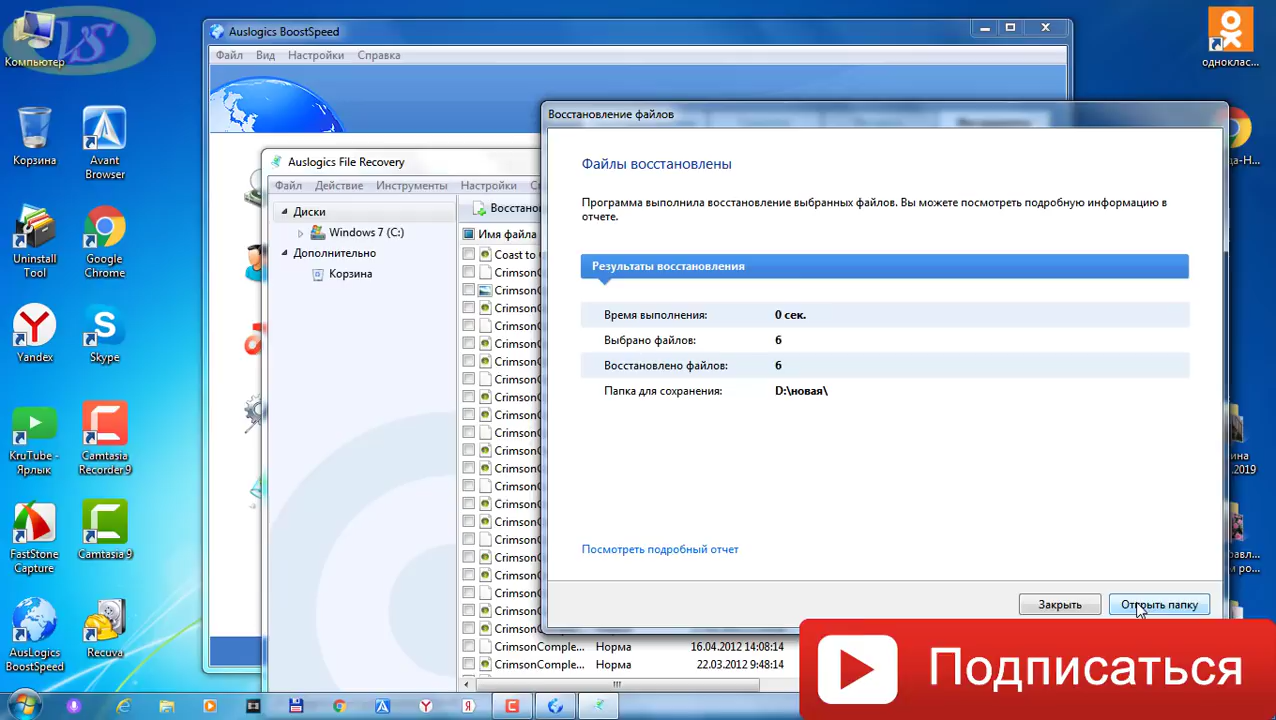 Auslogics BoostSpeed
Файл Вид Настройки Справка
Восстановление файлов
Файлы восстановлены
Программа выполнила восстановление выбранных файлов. Вы можете посмотреть подробную информацию в
отчете.
Результаты восстановления
Время выполнения: 0 сек.
Выбрано файлов: 6
Восстановлено файлов: 6
Папка для сохранения: D:\новая\
Посмотреть подробный отчет
Закрыть Открыть папку
Auslogics File Recovery
Файл Действие Инструменты Настройки
Диски
Windows 7 (C:)
Дополнительно
Корзина
Имя файла
Coast to
CrimsonComple... Норма 16.04.2012 14:08:14
CrimsonComple... Норма 22.03.2012 9:48:14
VS
Компьютер
Корзина
Avant
Browser
Uninstall
Tool
Google
Chrome
Yandex
Skype
KruTube -
Ярлык
Camtasia
Recorder 9
FastStone
Capture
Camtasia 9
AusLogics
BoostSpeed
Recuva
однокла...
Подписаться